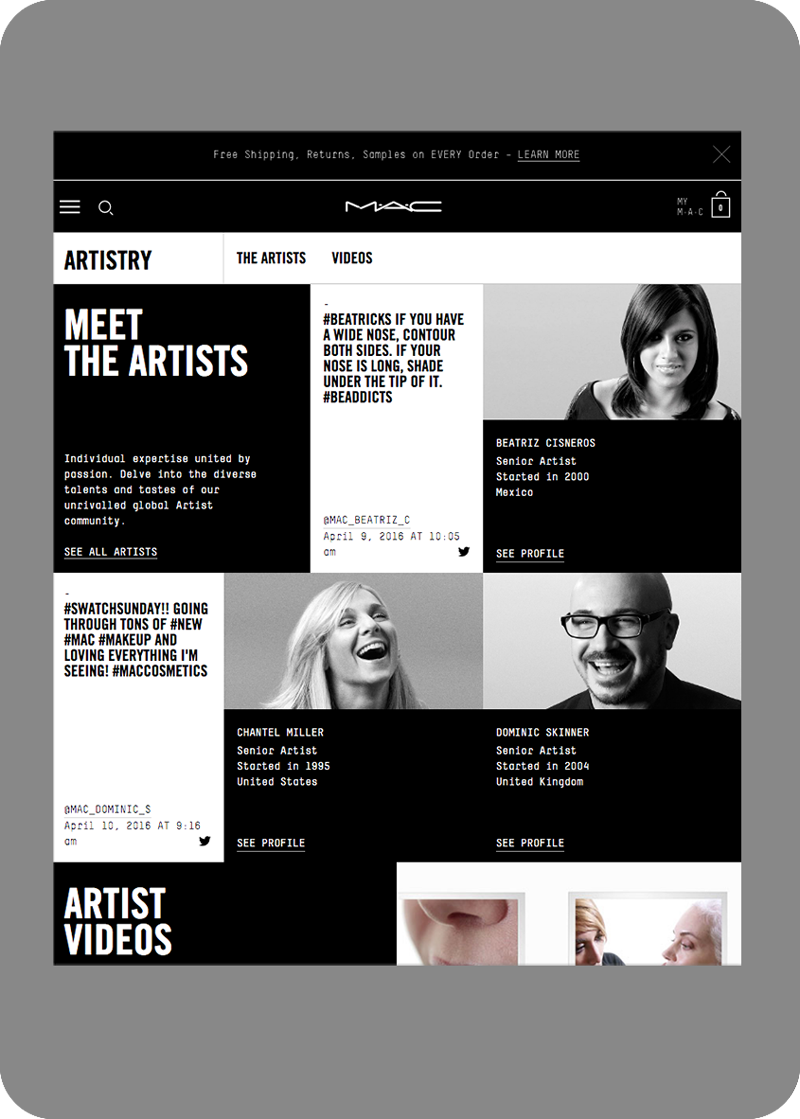 Free Shipping, Returns, Samples on EVERY Order - LEARN MORE
M·A·C
MY
M·A·C
0
ARTISTRY
THE ARTISTS
VIDEOS
MEET
THE ARTISTS
Individual expertise united by
passion. Delve into the diverse
talents and tastes of our
unrivalled global Artist
community.
SEE ALL ARTISTS
-
#BEATRICKS IF YOU HAVE
A WIDE NOSE, CONTOUR
BOTH SIDES. IF YOUR
NOSE IS LONG, SHADE
UNDER THE TIP OF IT.
#BEADDICTS
@MAC_BEATRIZ_C
April 9, 2016 AT 10:05
am
BEATRIZ CISNEROS
Senior Artist
Started in 2000
Mexico
SEE PROFILE
-
#SWATCHSUNDAY!! GOING
THROUGH TONS OF #NEW
#MAC #MAKEUP AND
LOVING EVERYTHING I'M
SEEING! #MACCOSMETICS
@MAC_DOMINIC_S
April 10, 2016 AT 9:16
am
CHANTEL MILLER
Senior Artist
Started in 1995
United States
SEE PROFILE
DOMINIC SKINNER
Senior Artist
Started in 2004
United Kingdom
SEE PROFILE
ARTIST
VIDEOS